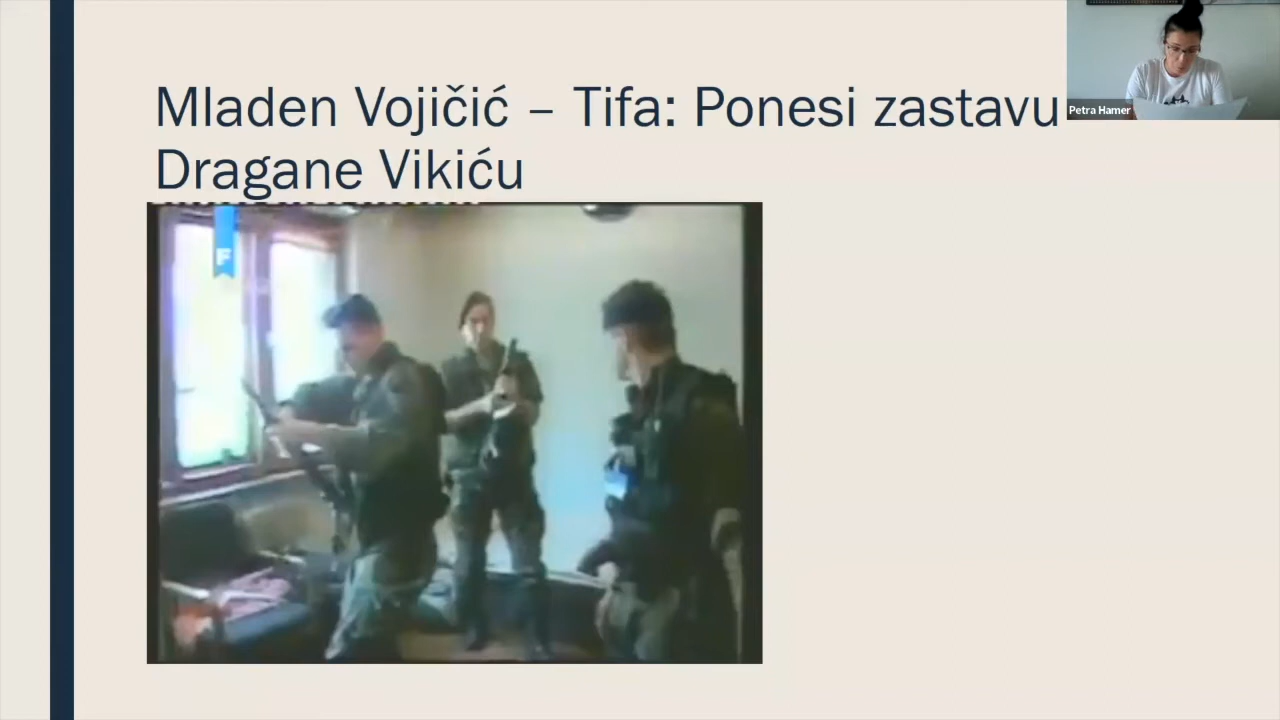 Mladen Vojičić – Tifa: Ponesi zastavu
Dragane Vikiću
Petra Hamer
F